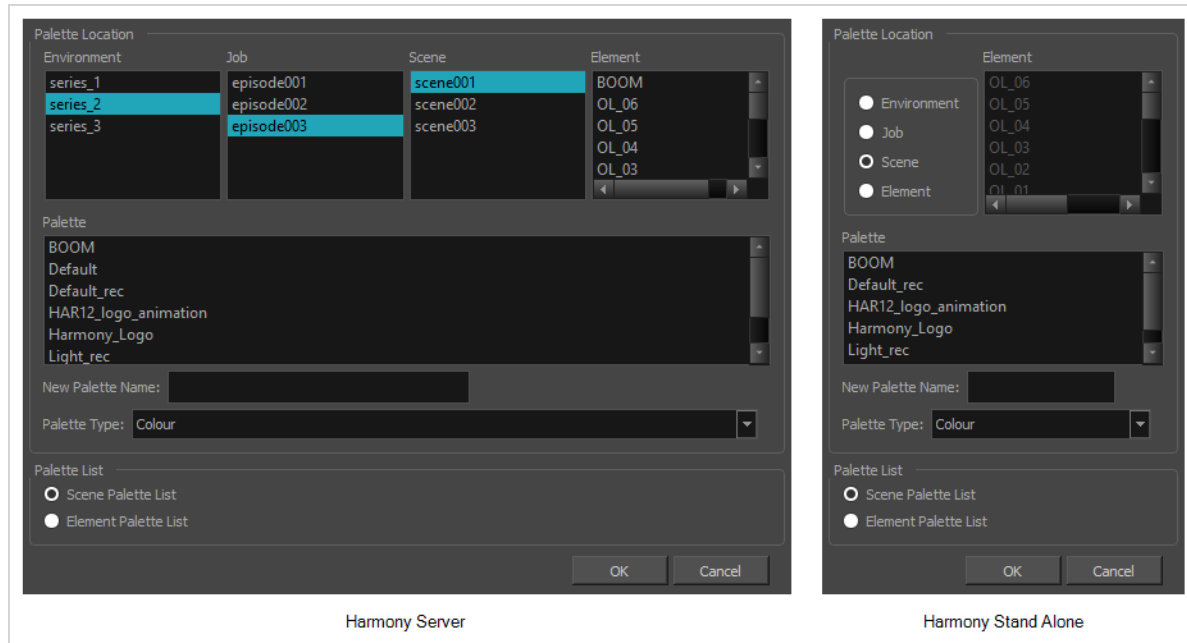 Palette Location
Environment Job Scene Element
series_1 episode001 scene001 BOOM
series_2 episode002 scene002 OL_06
series_3 episode003 scene003 OL_05
OL_04
OL_03
Palette
BOOM
Default
Default_rec
HAR12_logo_animation
Harmony_Logo
Light_rec
New Palette Name:
Palette Type: Colour
Palette List
Scene Palette List
Element Palette List
OK Cancel
Harmony Server
Palette Location
Element
OL_06
OL_05
OL_04
OL_03
OL_02
OL_01
Environment
Job
Scene
Element
Palette
BOOM
Default_rec
HAR12_logo_animation
Harmony_Logo
Light_rec
New Palette Name:
Palette Type: Colour
Palette List
Scene Palette List
Element Palette List
OK Cancel
Harmony Stand Alone